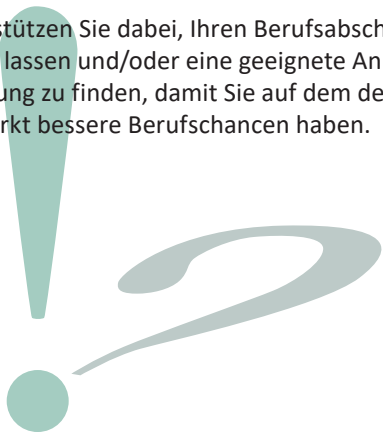 stützen Sie dabei, Ihren Berufsabsch
lassen und/oder eine geeignete An
ung zu finden, damit Sie auf dem de
rkt bessere Berufschancen haben.